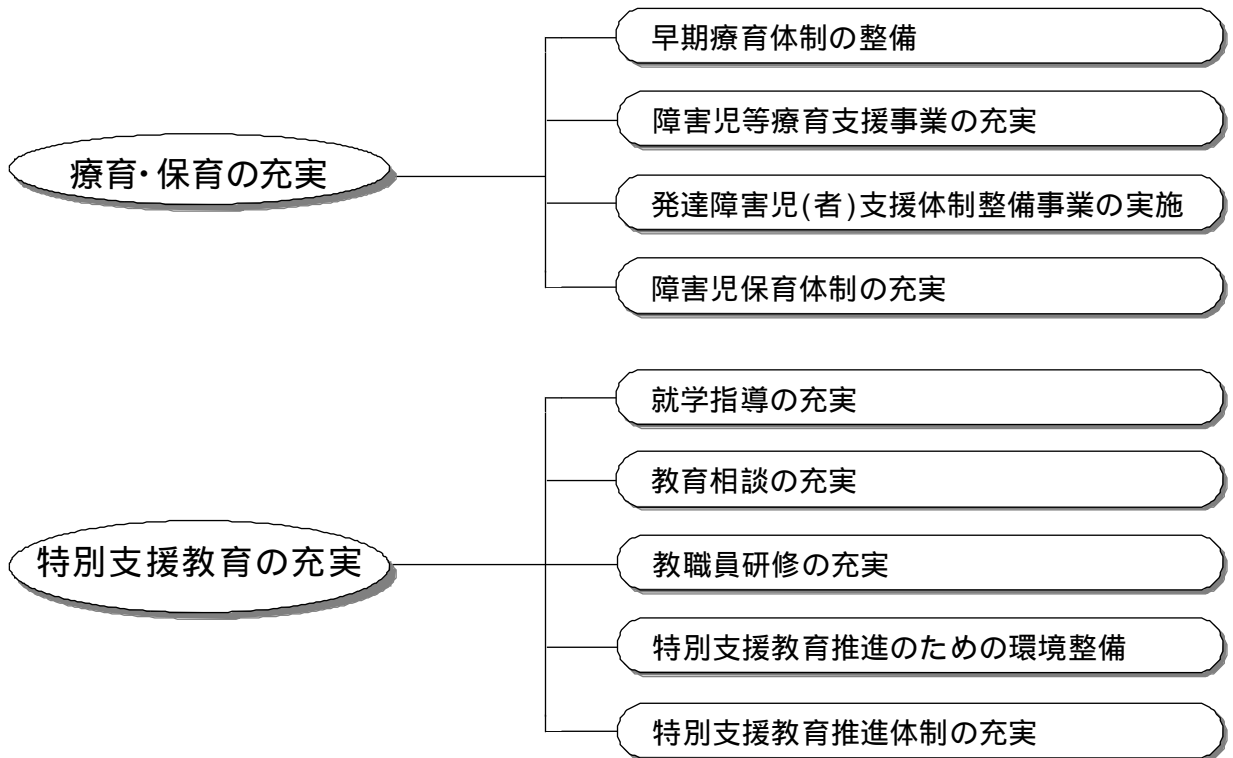 療育・保育の充実
早期療育体制の整備
障害児等療育支援事業の充実
発達障害児(者)支援体制整備事業の実施
障害児保育体制の充実
特別支援教育の充実
就学指導の充実
教育相談の充実
教職員研修の充実
特別支援教育推進のための環境整備
特別支援教育推進体制の充実